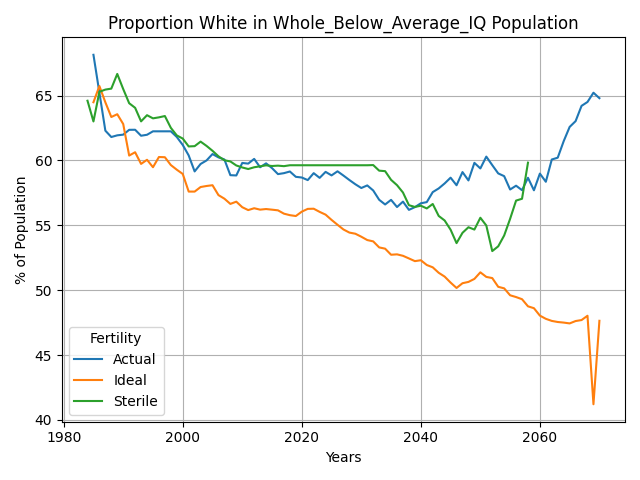 Proportion White in Whole_Below_Average_IQ Population
% of Population
65
60
55
50
45
40
Fertility
Actual
Ideal
Sterile
1980
2000
2020
2040
2060
Years